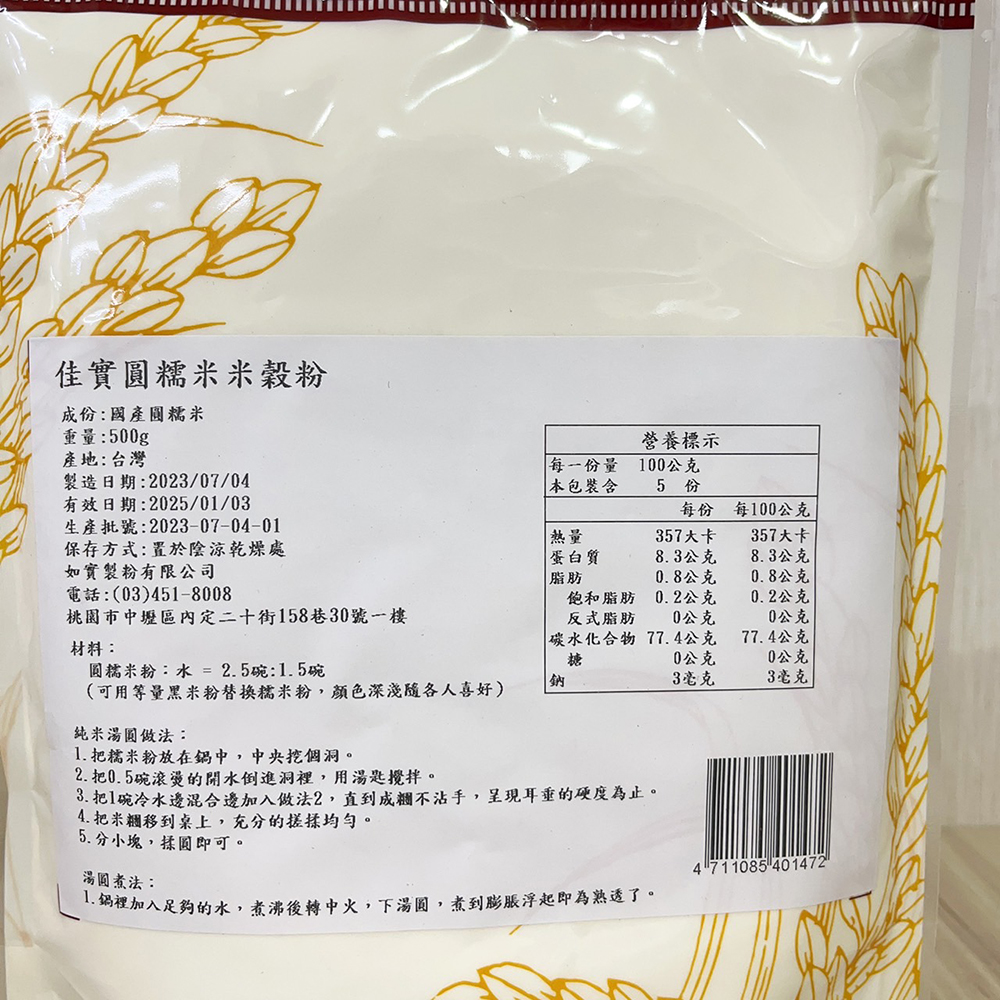 佳實圓糯米米穀粉
成份:國產圓糯米
重量:500g
產地:台灣
製造日期:2023/07/04
有效日期:2025/01/03
生產批號:2023-07-04-01
保存方式:置於陰涼乾燥處
如實製粉有限公司
電話:(03)451-8008
桃園市中壢區內定二十街158巷30號一樓
材料：
圓糯米粉：水 = 2.5碗:1.5碗
(可用等量黑米粉替換糯米粉，顏色深淺隨各人喜好)
純米湯圓做法：
1.把糯米粉放在鍋中，中央挖個洞。
2.把0.5碗滾燙的開水倒進洞裡，用湯匙攪拌。
3.把1碗冷水邊混合邊加入做法2，直到成糰不沾手，呈現耳垂的硬度為止。
4.把米糰移到桌上，充分的搓揉均勻。
5.分小塊，揉圓即可。
湯圓煮法：
1.鍋裡加入足夠的水，煮沸後轉中火，下湯圓，煮到膨脹浮起即為熟透了。
營養標示
每一份量 100公克
本包裝含 5 份
每份 每100公克
熱量 357大卡 357大卡
蛋白質 8.3公克 8.3公克
脂肪 0.8公克 0.8公克
飽和脂肪 0.2公克 0.2公克
反式脂肪 0公克 0公克
碳水化合物 77.4公克 77.4公克
糖 0公克 0公克
鈉 3毫克 3毫克
4 711085 401472